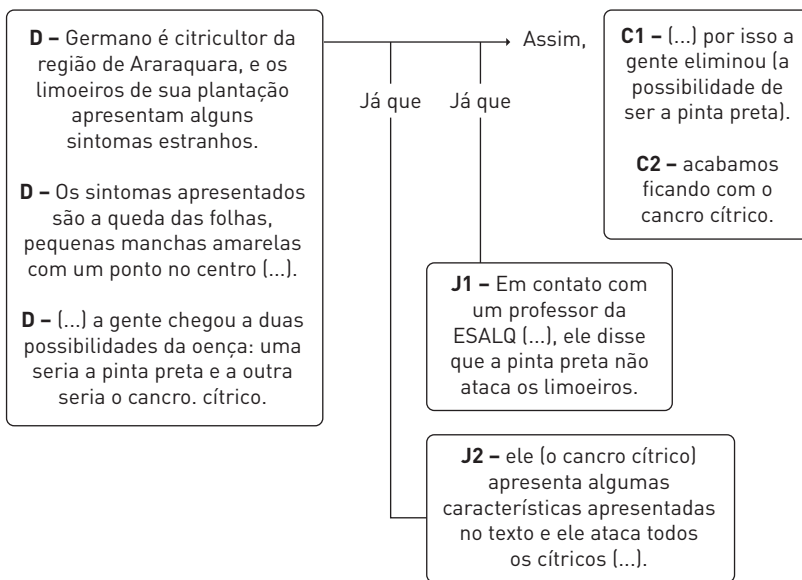 D – Germano é citricultor da
região de Araraquara, e os
limoeiros de sua plantação
apresentam alguns
sintomas estranhos.
D – Os sintomas apresentados
são a queda das folhas,
pequenas manchas amarelas
com um ponto no centro (...).
D – (...) a gente chegou a duas
possibilidades da oença: uma
seria a pinta preta e a outra
seria o cancro. cítrico.
Já que
Já que
Assim,
C1 – (...) por isso a
gente eliminou (a
possibilidade de
ser a pinta preta).
C2 – acabamos
ficando com o
cancro cítrico.
J1 – Em contato com
um professor da
ESALQ (...), ele disse
que a pinta preta não
ataca os limoeiros.
J2 – ele (o cancro cítrico)
apresenta algumas
características apresentadas
no texto e ele ataca todos
os cítricos (...).